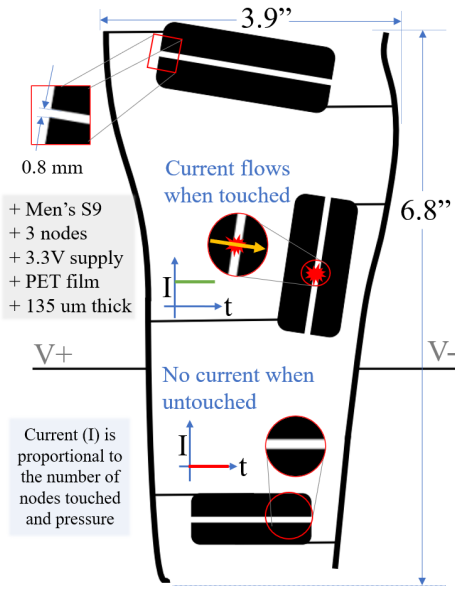 3.9”
0.8 mm
Current flows
when touched
+ Men’s S9
+ 3 nodes
+ 3.3V supply
+ PET film
+ 135 um thick
6.8”
I
t
V+
V-
No current when
untouched
I
t
Current (I) is
proportional to
the number of
nodes touched
and pressure